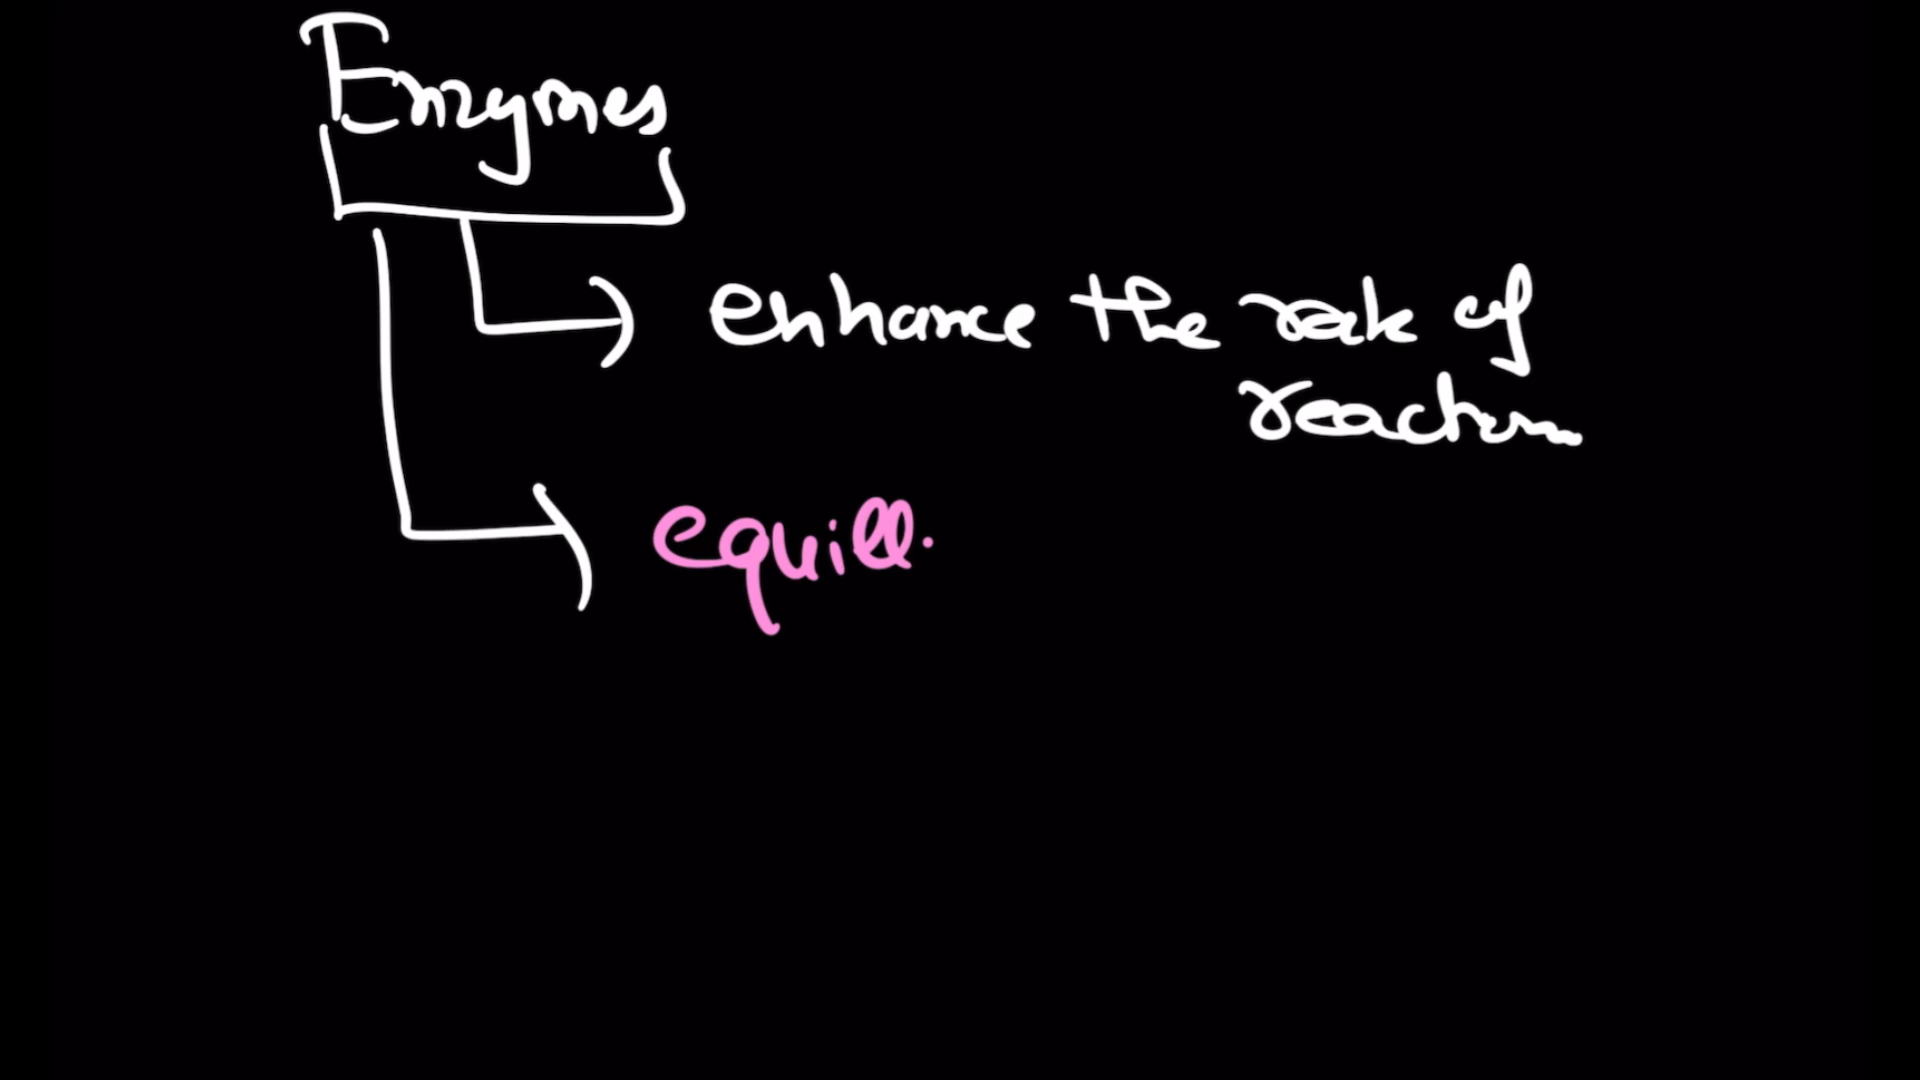 Enzymes
enhance the rate of
reaction
equill.